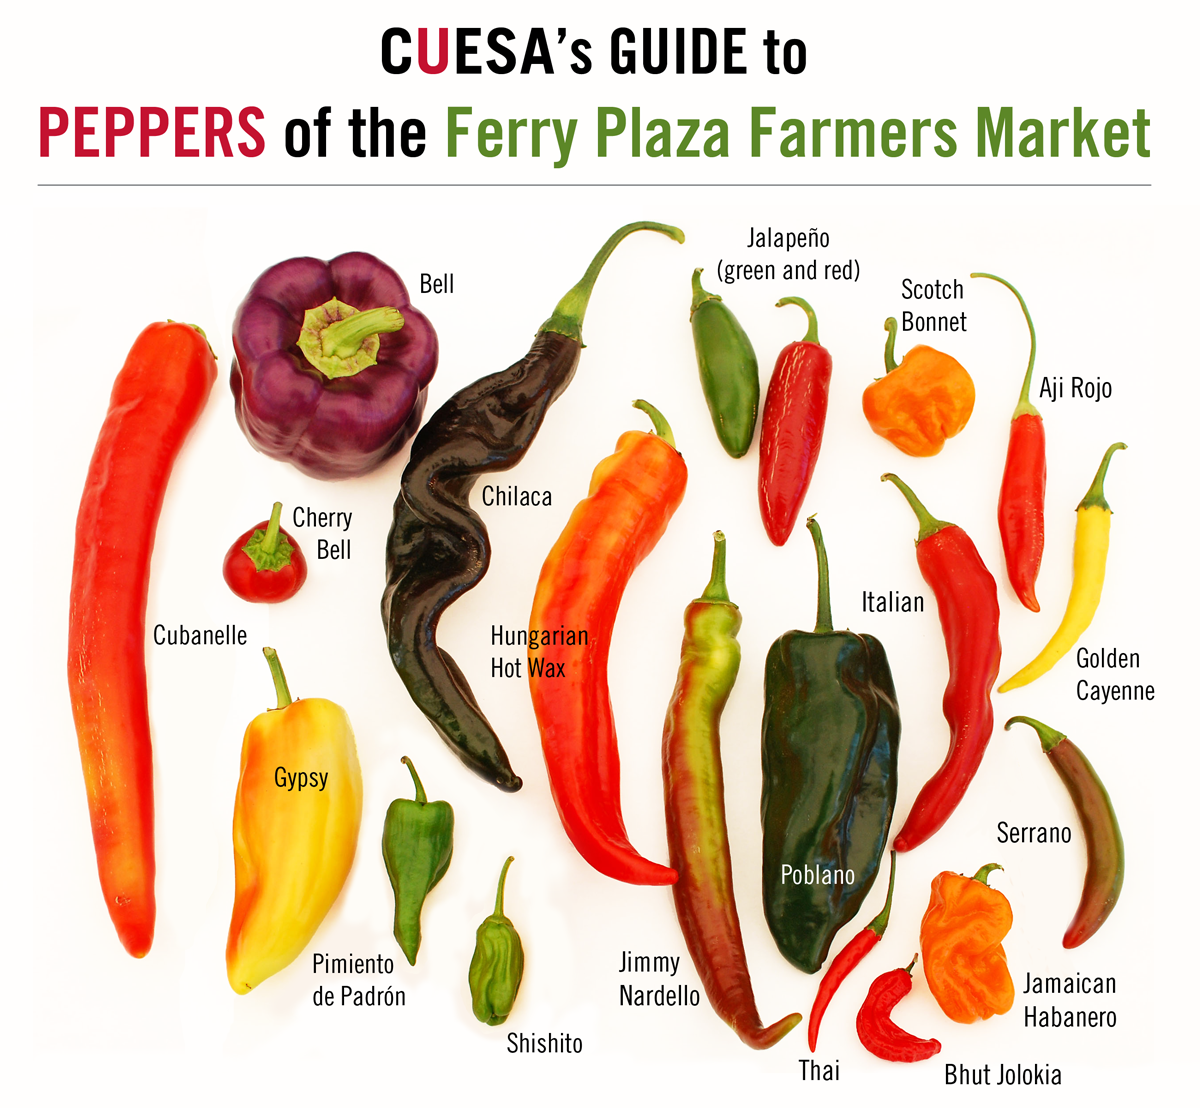 CUESA's GUIDE to
PEPPERS of the Ferry Plaza Farmers Market
Jalapeño
(green and red)
Bell
Scotch
Bonnet
Aji Rojo
Chilaca
Cherry
Bell
Italian
Cubanelle
Hungarian
Hot Wax
Golden
Cayenne
Gypsy
Serrano
Poblano
Pimiento
de Padrón
Jimmy
Nardello
Jamaican
Habanero
Shishito
Thai
Bhut Jolokia